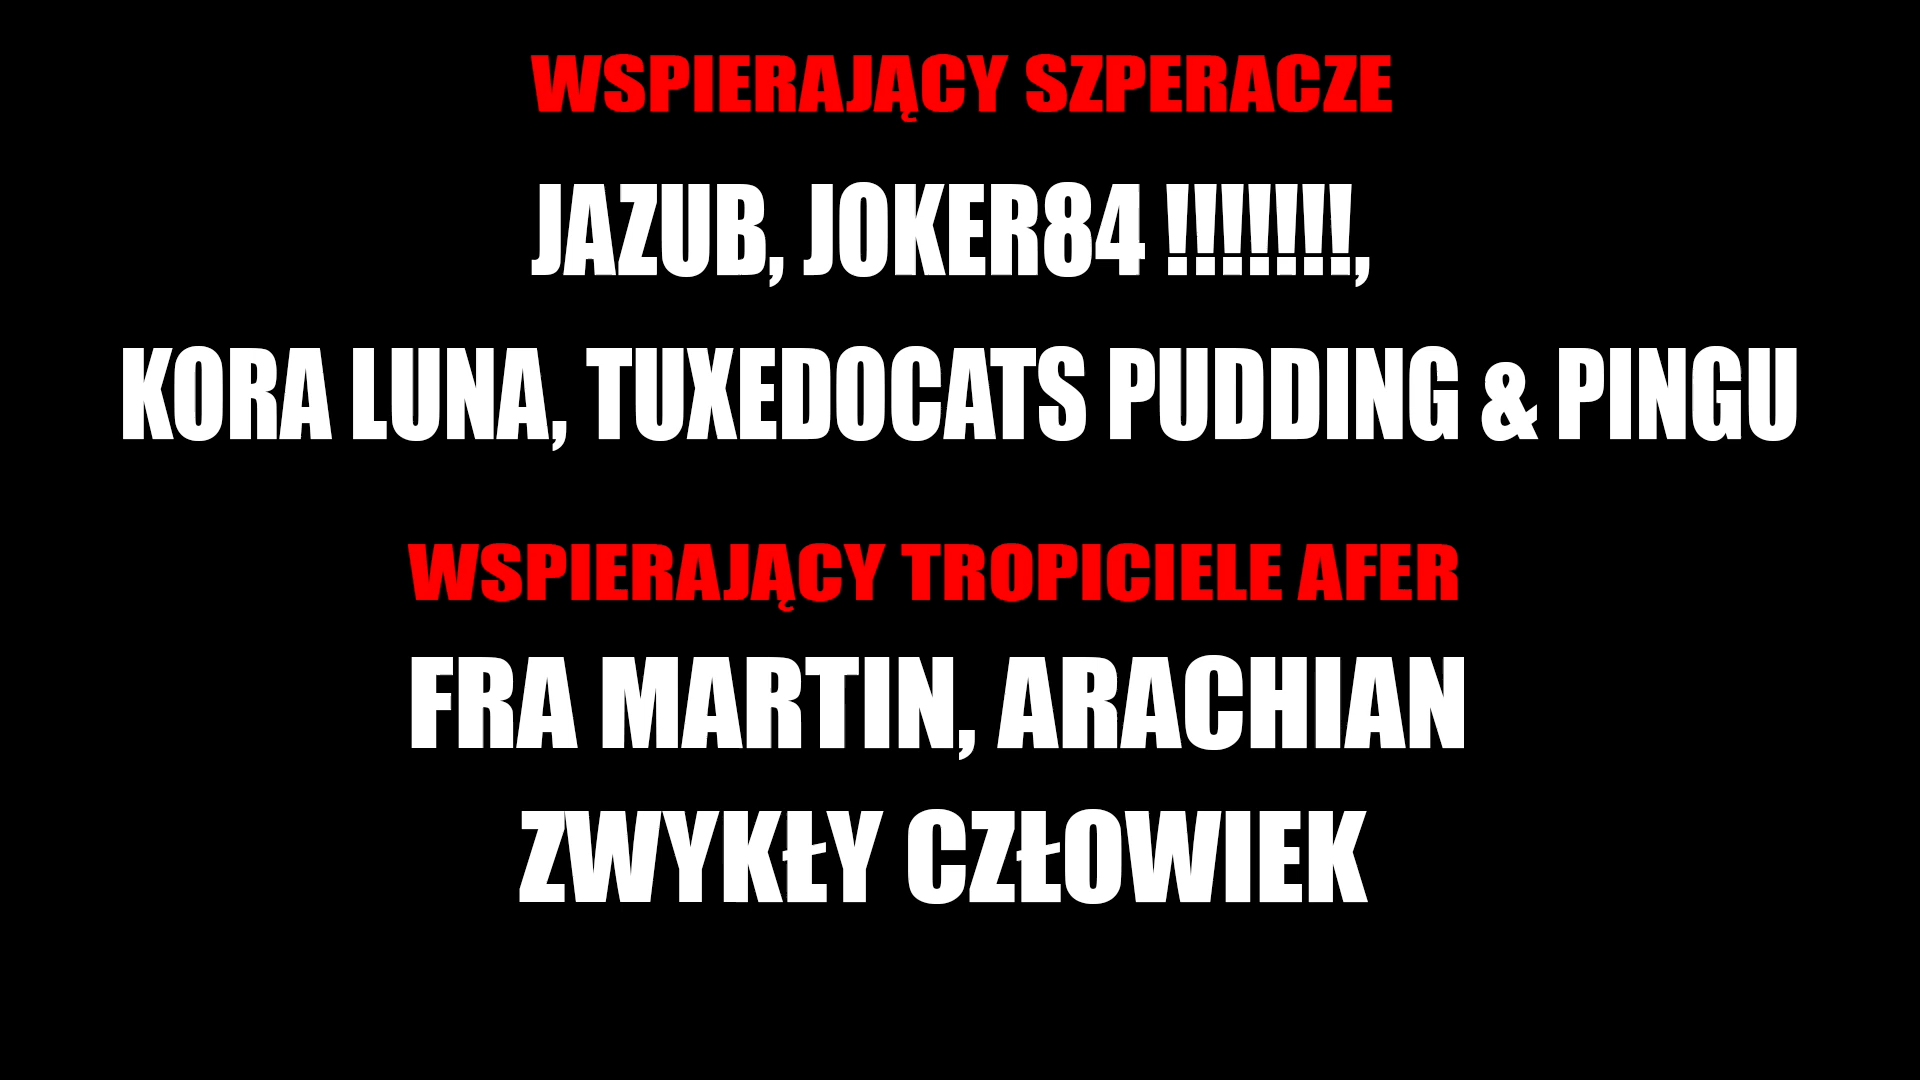 WSPIERAJĄCY SZPERACZE
JAZUB, JOKER84 !!!!!!!,
KORA LUNA, TUXEDOCATS PUDDING & PINGU
WSPIERAJĄCY TROPICIELE AFER
FRA MARTIN, ARACHIAN
ZWYKŁY CZŁOWIEK